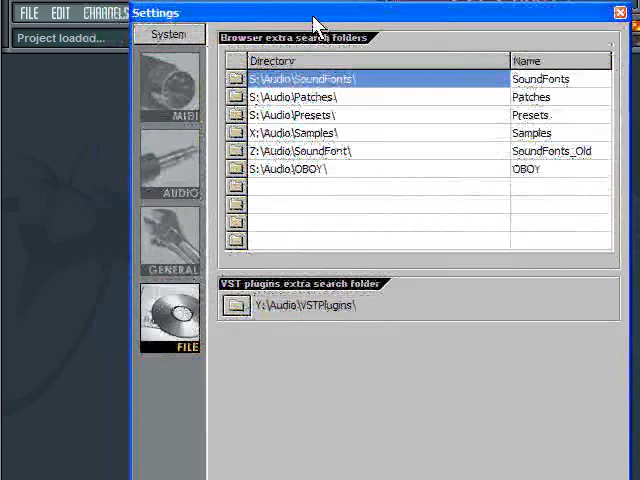 FILE EDIT CHANNELS
Settings
Project loaded...
System
Browser extra search folders
Directory Name
S:\Audio\SoundFonts\ SoundFonts
S:\Audio\Patches\ Patches
S:\Audio\Presets\ Presets
X:\Audio\Samples\ Samples
Z:\Audio\SoundFont\ SoundFonts_Old
S:\Audio\OBOY\ OBOY
MIDI
AUDIO
GENERAL
FILE
VST plugins extra search folder
Y:\Audio\VSTPlugins\